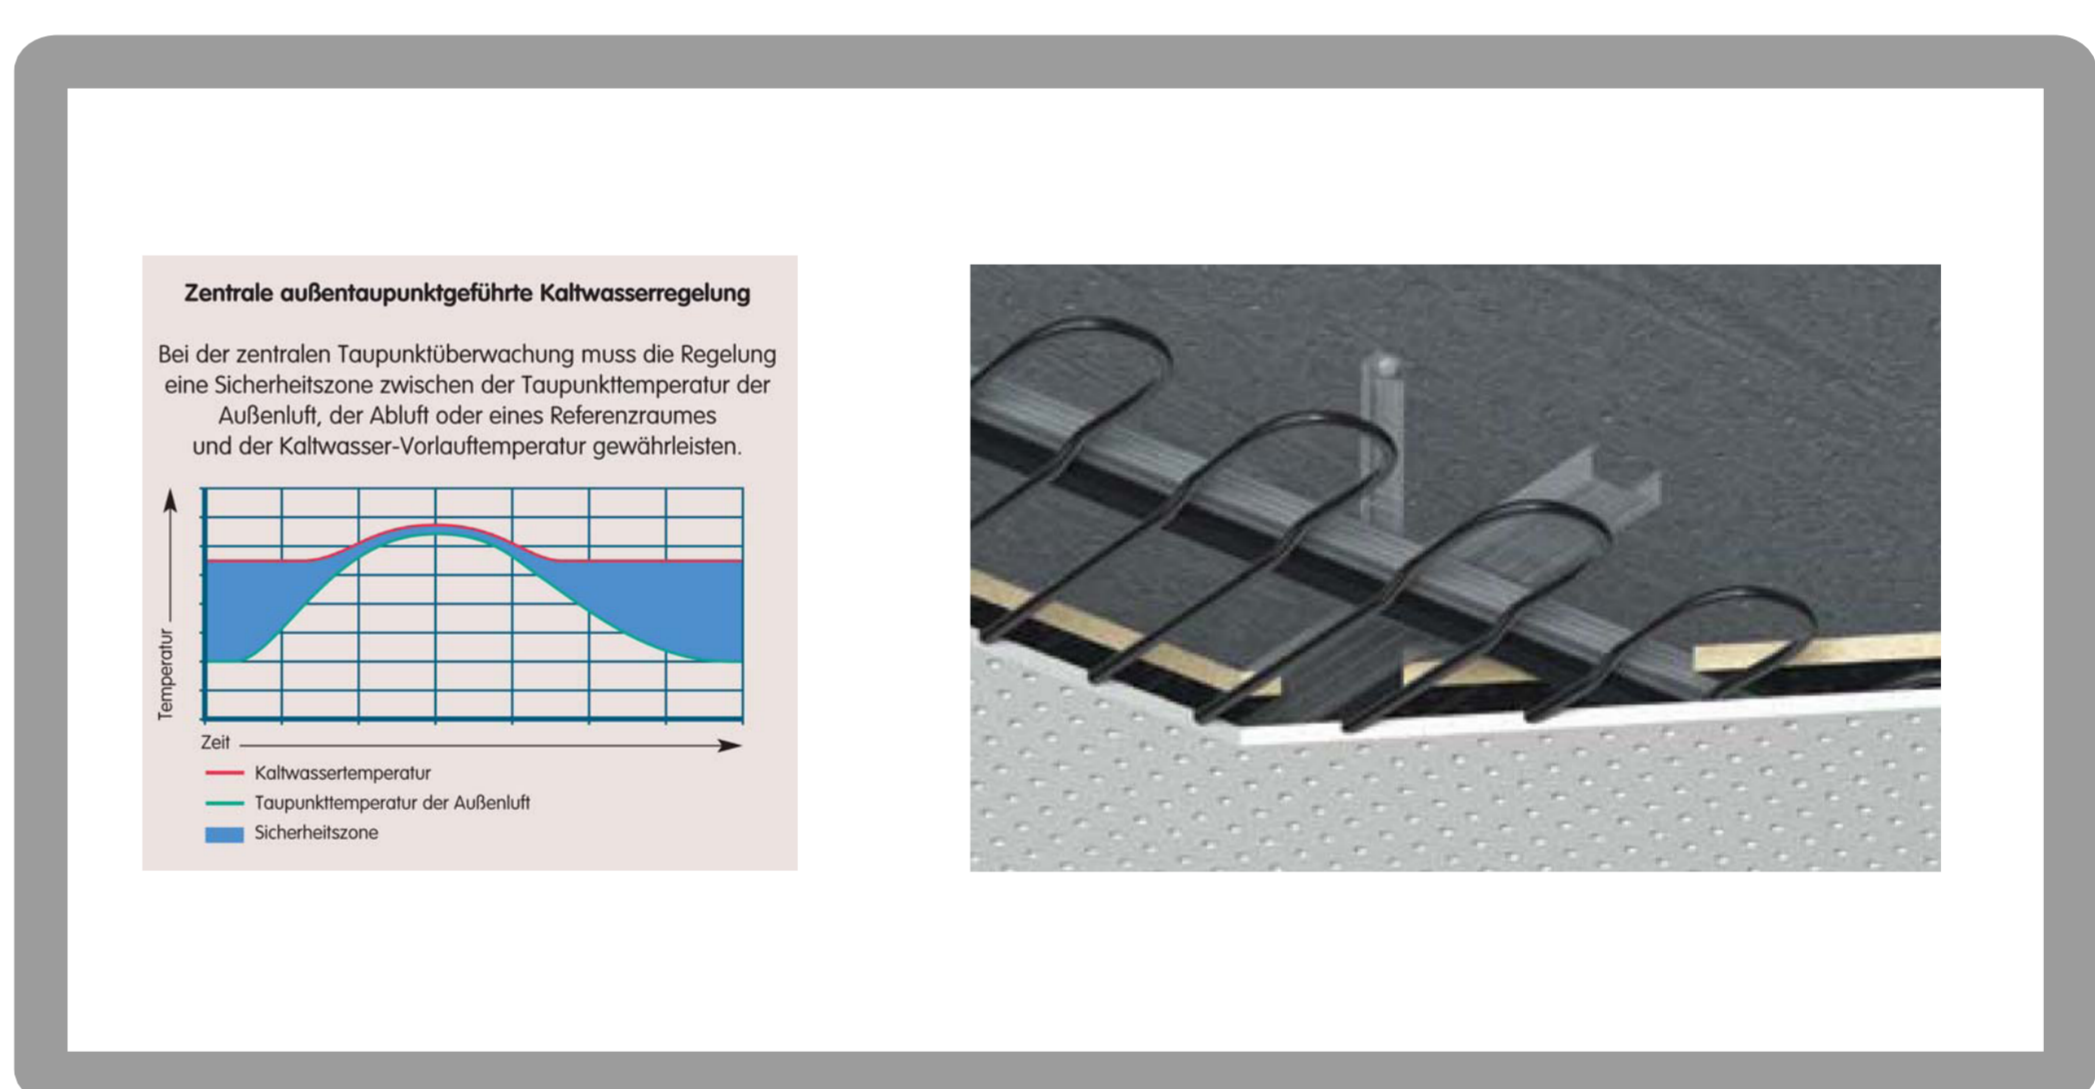 Zentrale außentaupunktgeführte Kaltwasserregelung
Bei der zentralen Taupunktüberwachung muss die Regelung
eine Sicherheitszone zwischen der Taupunkttemperatur der
Außenluft, der Abluft oder eines Referenzraumes
und der Kaltwasser-Vorlauftemperatur gewährleisten.
Temperatur
Zeit
Kaltwassertemperatur
Taupunkttemperatur der Außenluft
Sicherheitszone